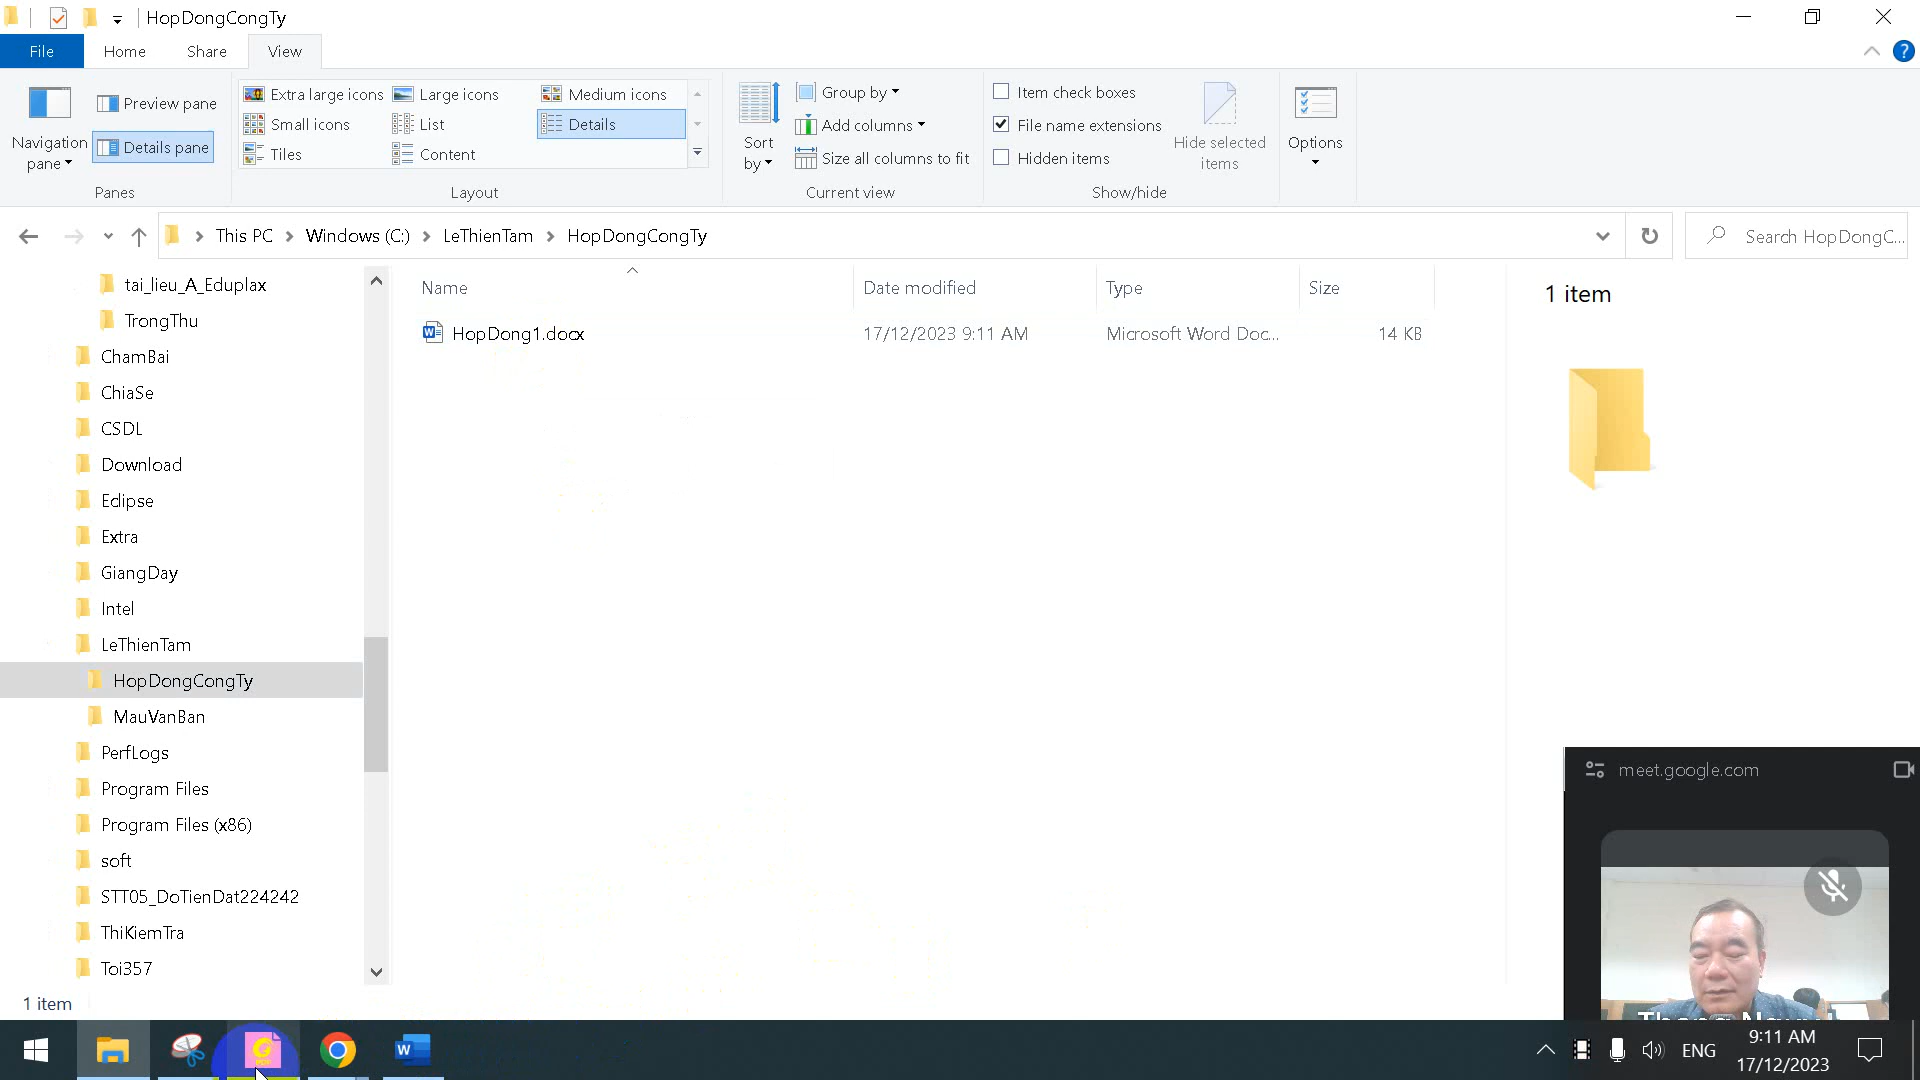 HopDongCongTy
File Home Share View
Navigation pane
Preview pane
Details pane
Panes
Extra large icons Large icons Medium icons
Small icons List Details
Tiles Content
Layout
Sort by
Group by
Add columns
Size all columns to fit
Current view
Item check boxes
File name extensions
Hidden items
Hide selected items
Show/hide
Options
This PC Windows (C:) LeThienTam HopDongCongTy
Search HopDongC...
tai_lieu_A_Eduplax
TrongThu
ChamBai
ChiaSe
CSDL
Download
Eclipse
Extra
GiangDay
Intel
LeThienTam
HopDongCongTy
MauVanBan
PerfLogs
Program Files
Program Files (x86)
soft
STT05_DoTienDat224242
ThiKiemTra
Toi357
Name Date modified Type Size
HopDong1.docx 17/12/2023 9:11 AM Microsoft Word Doc... 14 KB
1 item
meet.google.com
1 item
ENG
9:11 AM
17/12/2023